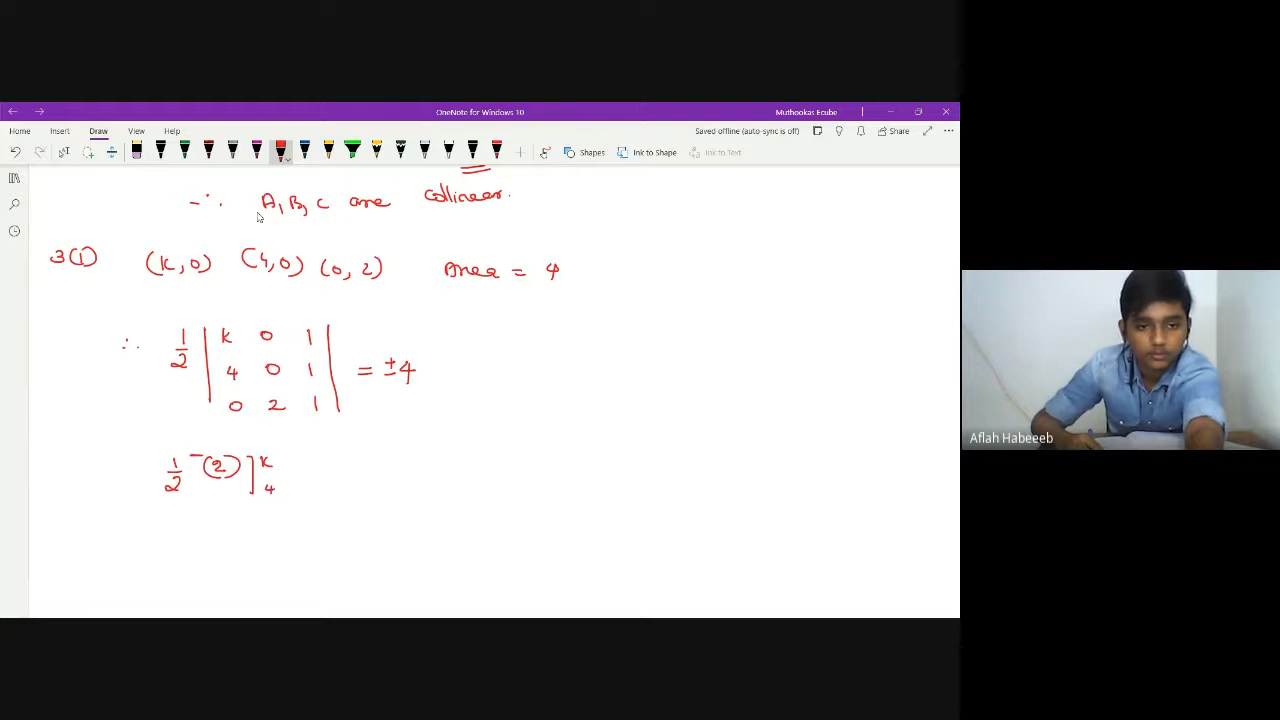 OneNote for Windows 10
Muthookas Ecube
Home Insert Draw View Help
Saved offline (auto-sync is off)
Share
Shapes
Ink to Shape
Ink to Text
∴ A, B, C are collinear.
3(1) (k, 0) (4, 0) (0, 2) Area = 4
∴ 1/2 | k 0 1 | = ±4
4 0 1
0 2 1
1/2 -(2) ] k
4
Aflah Habeeeb